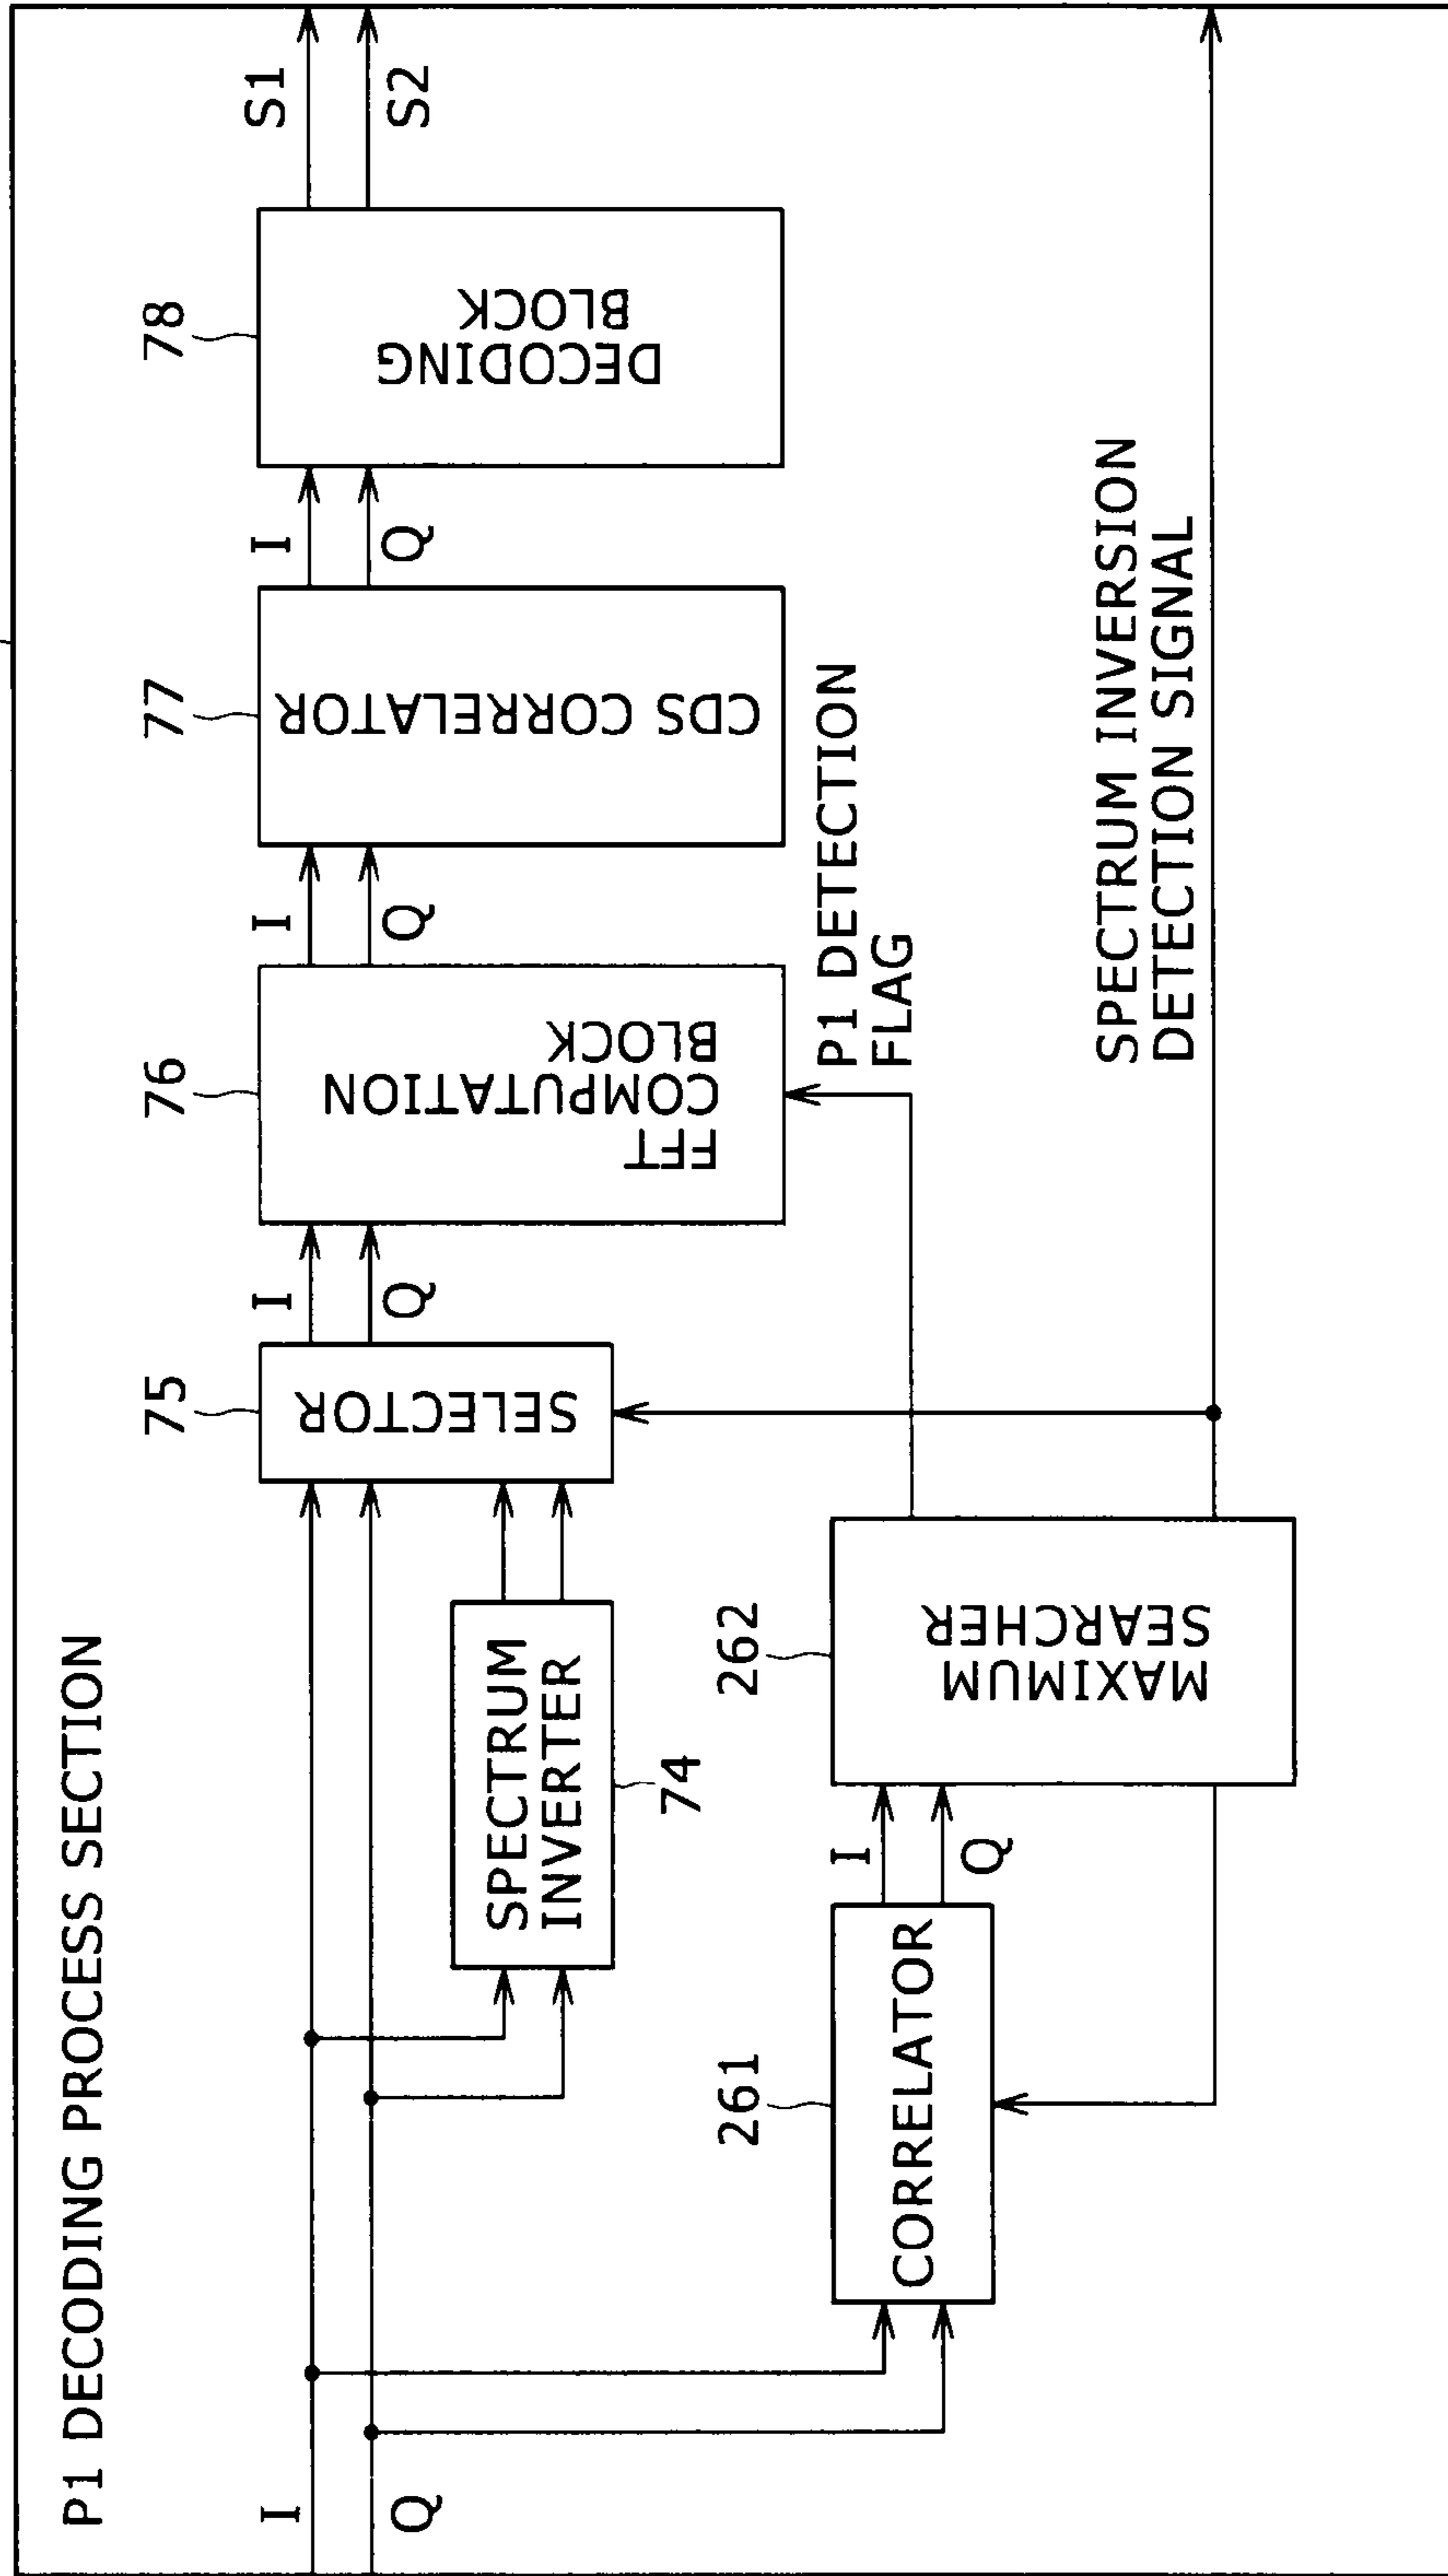 P1 DECODING PROCESS SECTION
I
Q
SPECTRUM
INVERTER
74
75
SELECTOR
I
Q
76
FFT
COMPUTATION
BLOCK
I
Q
77
CDS CORRELATOR
I
Q
78
DECODING
BLOCK
S1
S2
261
CORRELATOR
I
Q
262
MAXIMUM
SEARCHER
P1 DETECTION
FLAG
SPECTRUM INVERSION
DETECTION SIGNAL